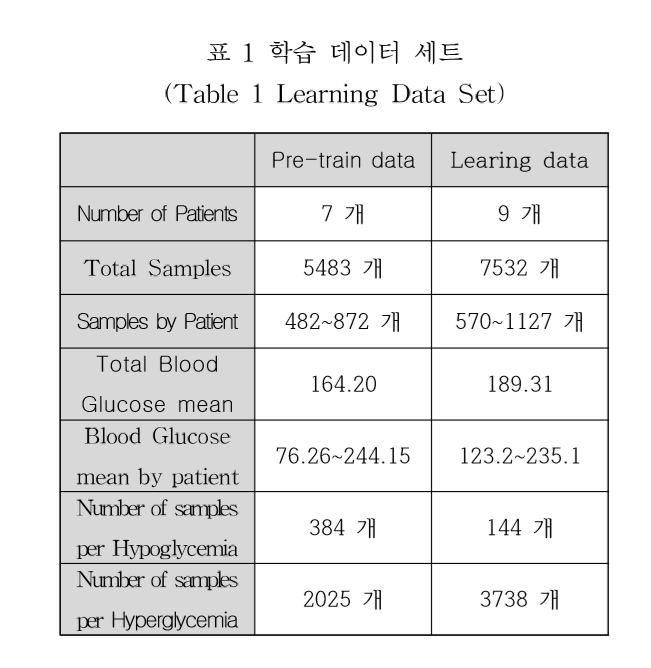 표 1 학습 데이터 세트
(Table 1 Learning Data Set)
Pre-train data Learing data
Number of Patients 7 개 9 개
Total Samples 5483 개 7532 개
Samples by Patient 482~872 개 570~1127 개
Total Blood
Glucose mean 164.20 189.31
Blood Glucose
mean by patient 76.26~244.15 123.2~235.1
Number of samples
per Hypoglycemia 384 개 144 개
Number of samples
per Hyperglycemia 2025 개 3738 개